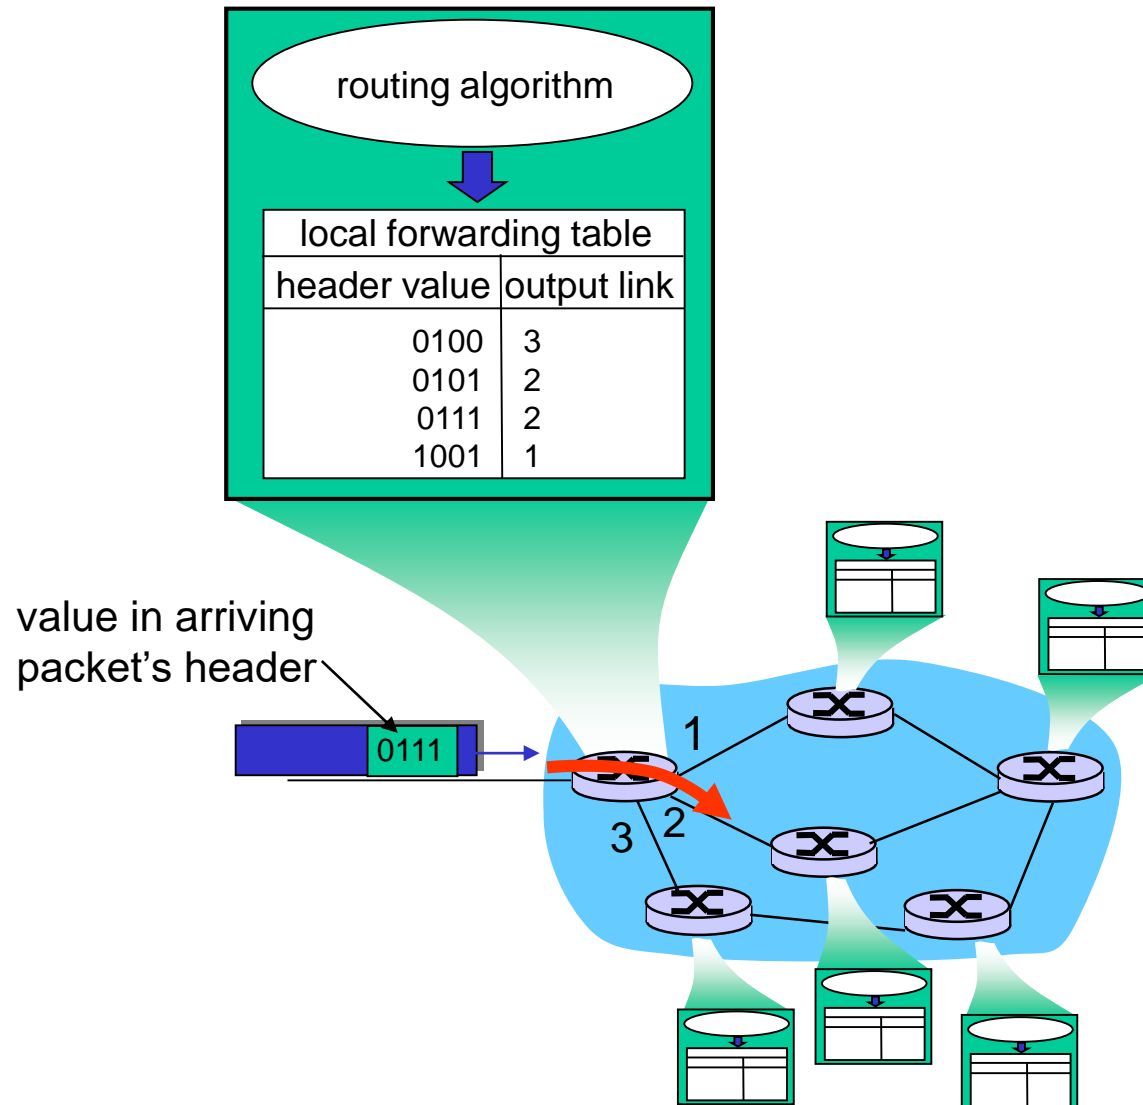 routing algorithm
local forwarding table
header value output link
0100 3
0101 2
0111 2
1001 1
value in arriving
packet's header
0111
1
2
3